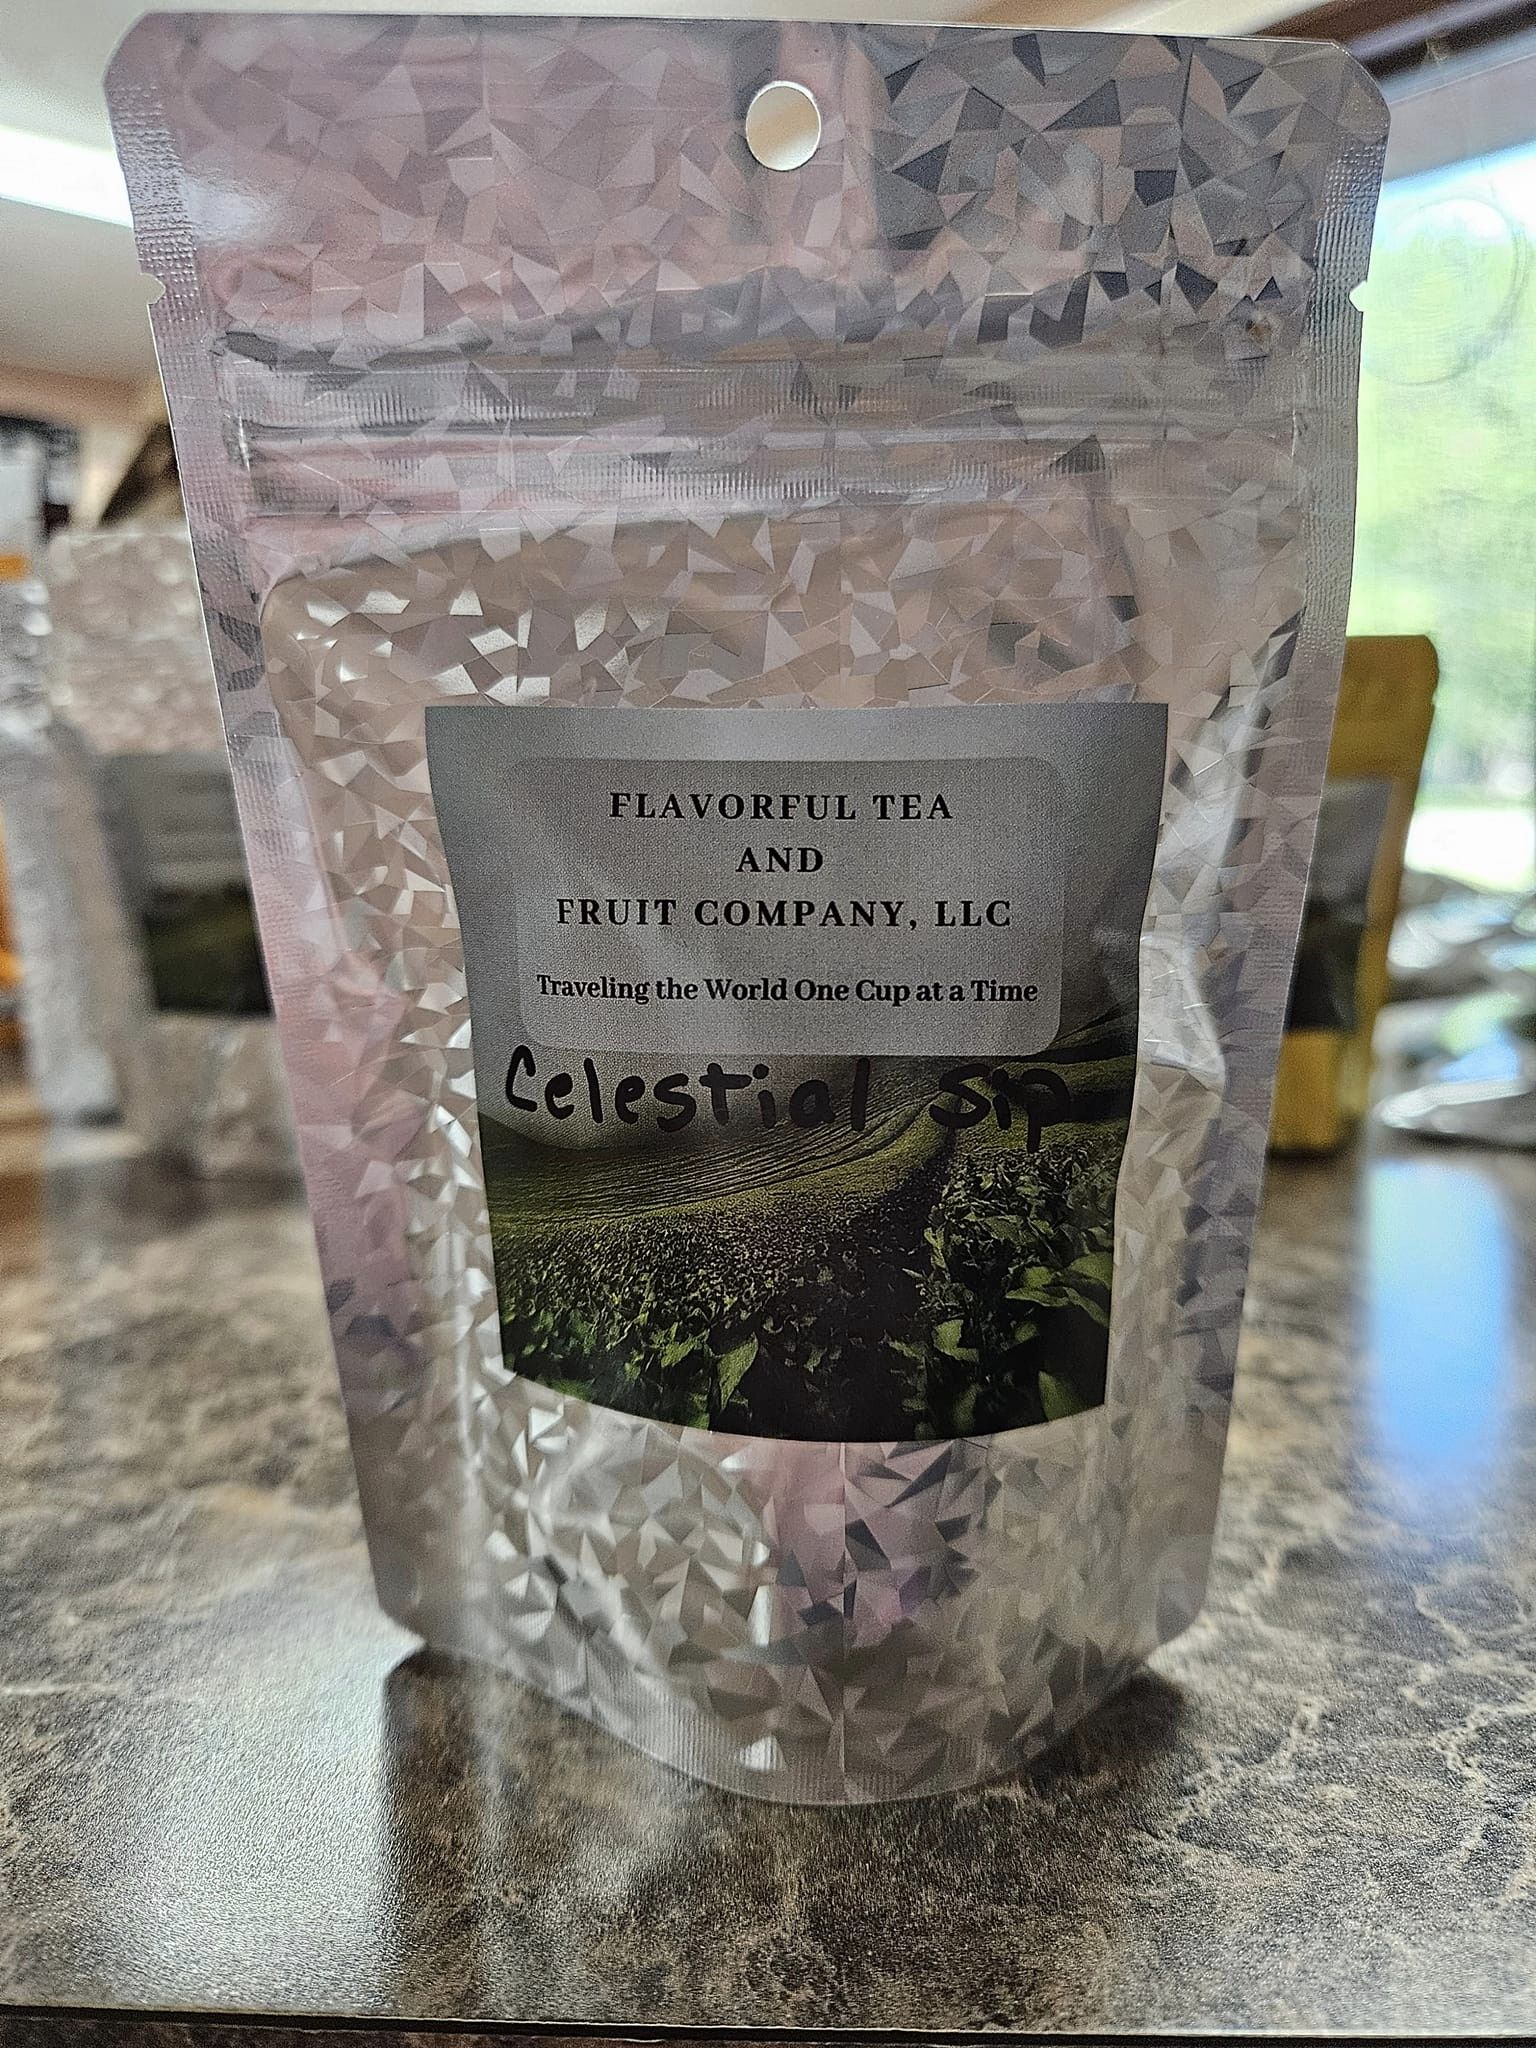 FLAVORFUL TEA
AND
FRUIT COMPANY, LLC
Traveling the World One Cup at a Time
Celestial Sip